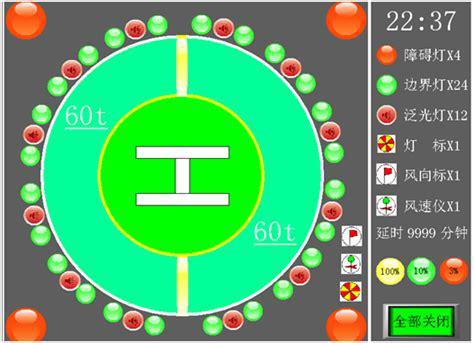 22:37
障碍灯X4
边界灯X24
泛光灯X12
灯 标X1
风向标X1
风速仪X1
延时 9999 分钟
100% 10% 3%
全部关闭
60t
H
60t